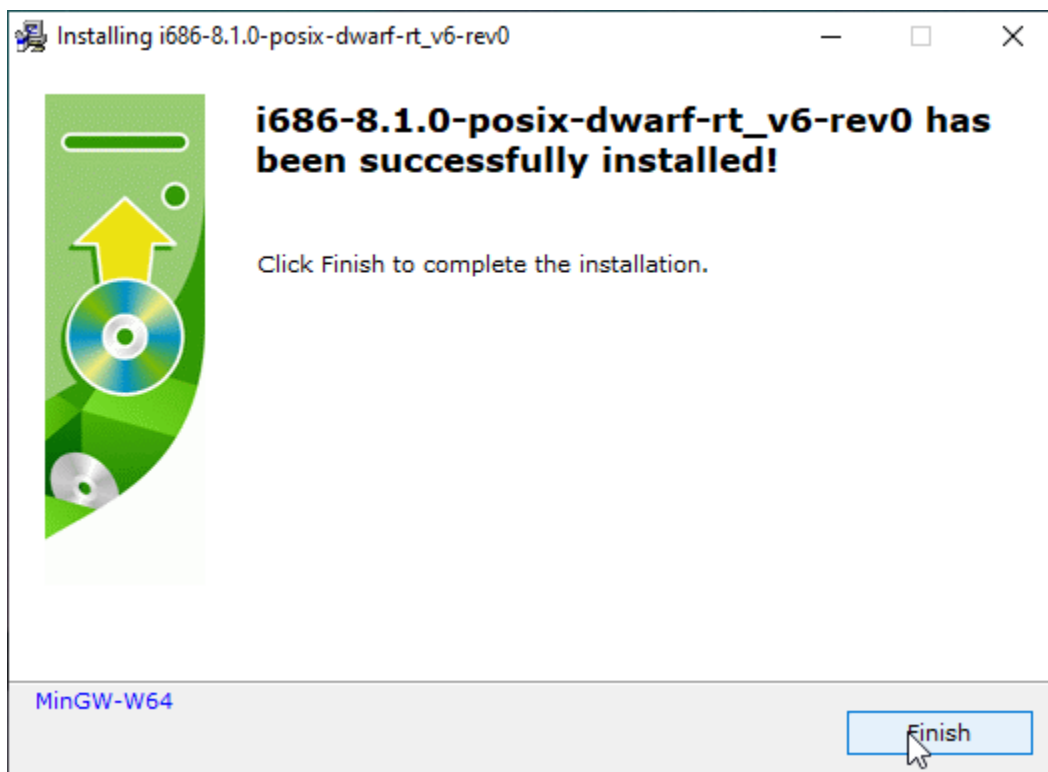 Installing i686-8.1.0-posix-dwarf-rt_v6-rev0
i686-8.1.0-posix-dwarf-rt_v6-rev0 has
been successfully installed!
Click Finish to complete the installation.
MinGW-W64
Finish